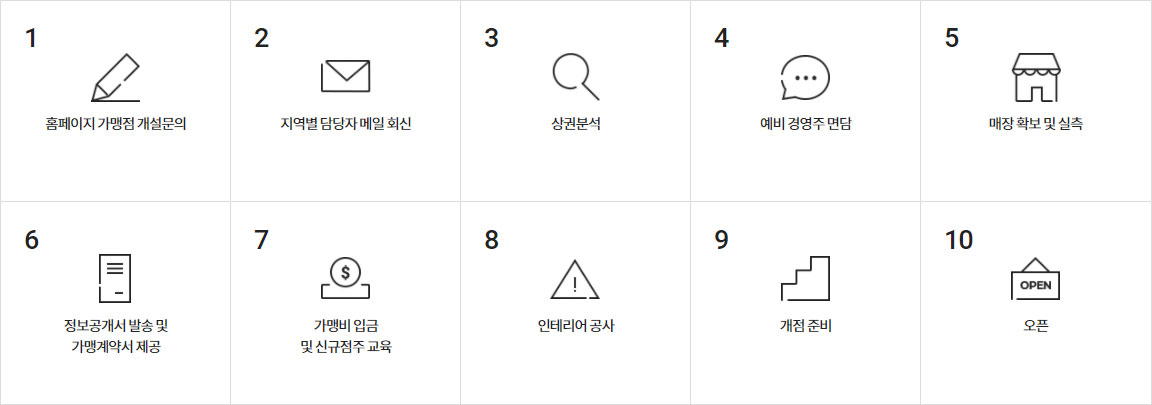 1
홈페이지 가맹점 개설문의
2
지역별 담당자 메일 회신
3
상권분석
4
예비 경영주 면담
5
매장 확보 및 실측
6
정보공개서 발송 및
가맹계약서 제공
7
$
가맹비 입금
및 신규점주 교육
8
!
인테리어 공사
9
개점 준비
10
OPEN
오픈